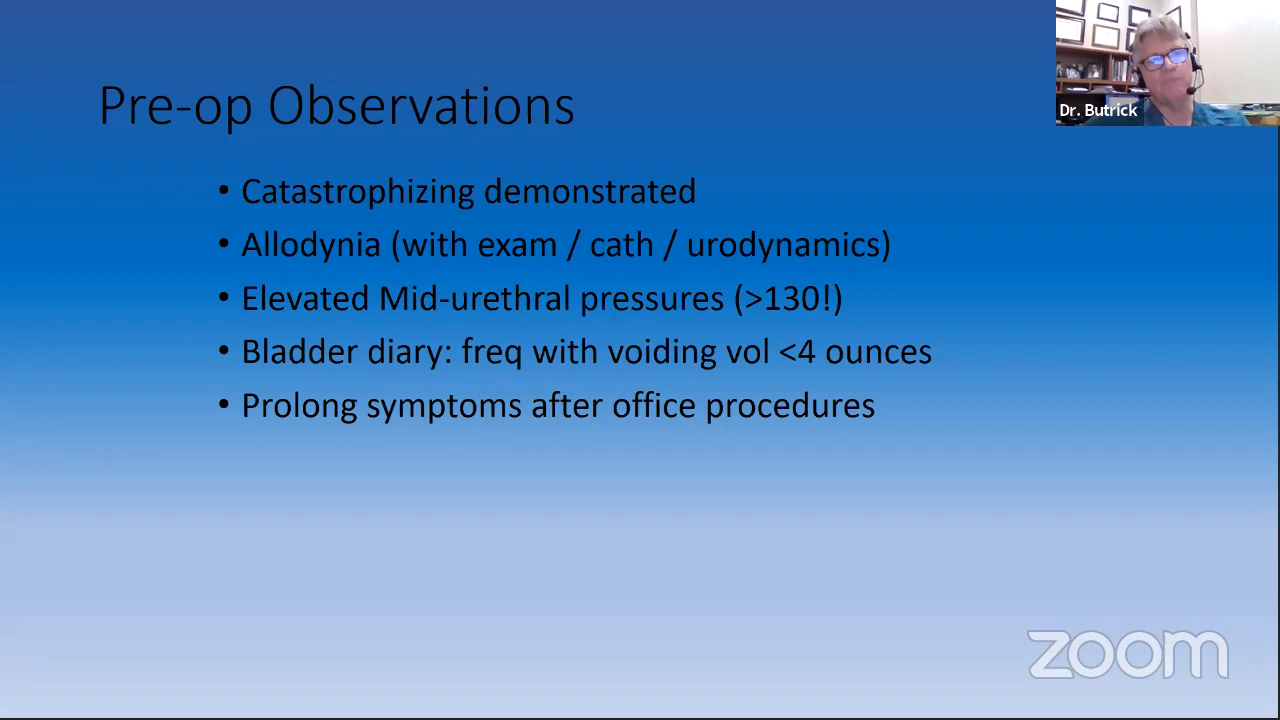 Pre-op Observations
Dr. Butrick
• Catastrophizing demonstrated
• Allodynia (with exam / cath / urodynamics)
• Elevated Mid-urethral pressures (>130!)
• Bladder diary: freq with voiding vol <4 ounces
• Prolong symptoms after office procedures
zoom